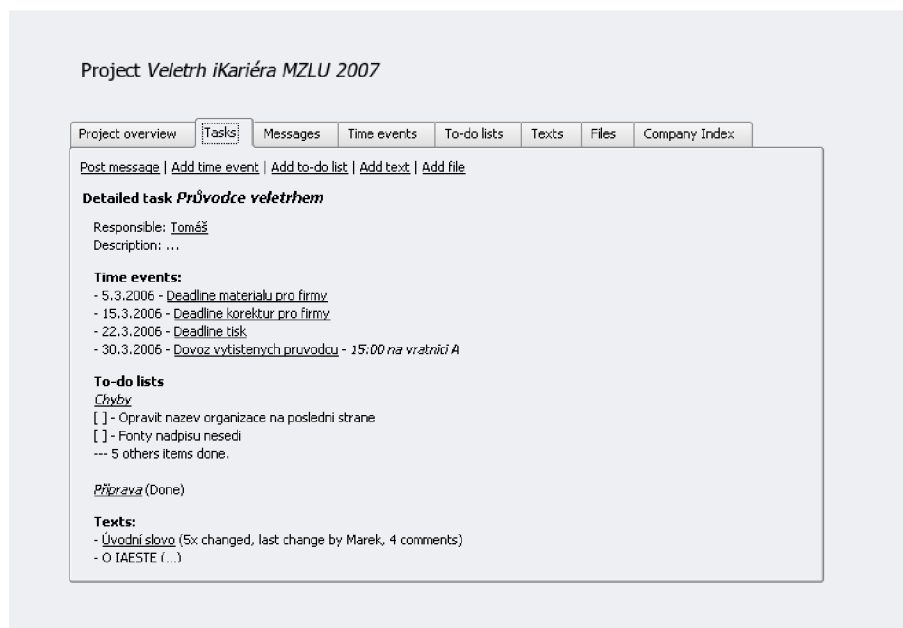 Project Veletrh iKariéra MZLU 2007
Project overview Tasks Messages Time events To-do lists Texts Files Company Index
Post message | Add time event | Add to-do list | Add text | Add file
Detailed task Průvodce veletrhem
Responsible: Tomáš
Description: ...
Time events:
- 5.3.2006 - Deadline materialu pro firmy
- 15.3.2006 - Deadline korektur pro firmy
- 22.3.2006 - Deadline tisk
- 30.3.2006 - Dovoz vytistenych pruvodcu - 15:00 na vratnici A
To-do lists
Chyby
[ ] - Opravit nazev organizace na posledni strane
[ ] - Fonty nadpisu nesedi
--- 5 others items done.
Příprava (Done)
Texts:
- Úvodní slovo (5x changed, last change by Marek, 4 comments)
- O IAESTE (...)